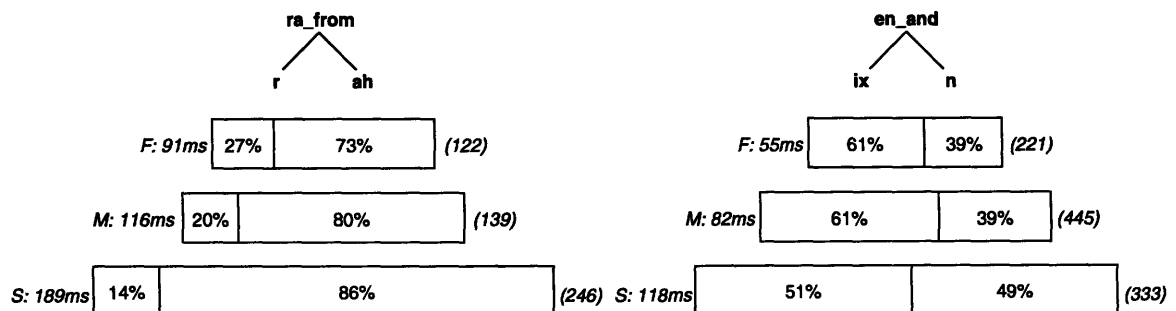 ra_from
r ah
F: 91ms 27% 73% (122)
M: 116ms 20% 80% (139)
S: 189ms 14% 86% (246)
en_and
ix n
F: 55ms 61% 39% (221)
M: 82ms 61% 39% (445)
S: 118ms 51% 49% (333)